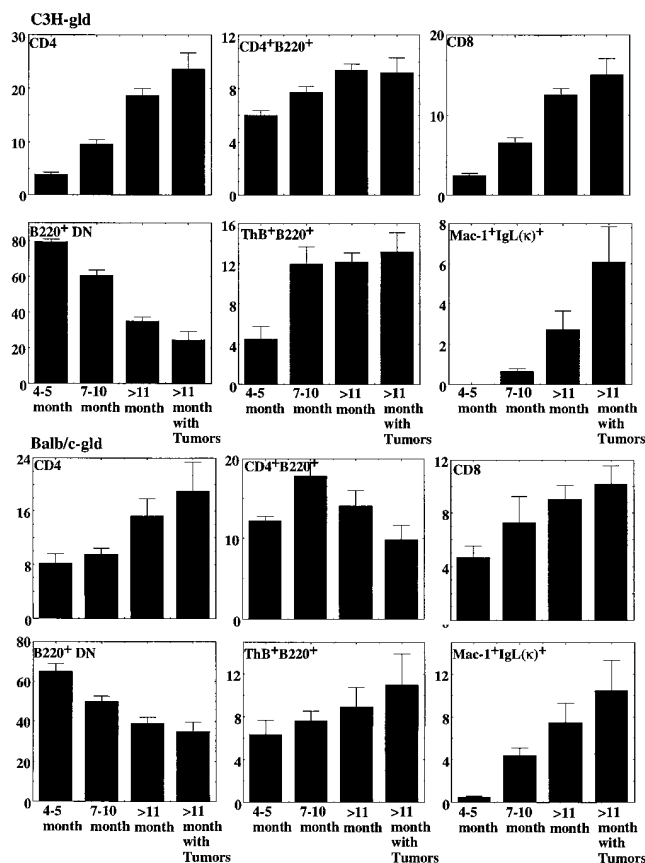 C3H-gld
CD4
30
20
10
0
CD4+B220+
12
9
6
3
0
CD8
20
10
0
B220+ DN
80
60
40
20
0
ThB+B220+
16
12
8
4
0
Mac-1+IgL(κ)+
8
6
4
2
0
4-5 month
7-10 month
>11 month
>11 month with Tumors
4-5 month
7-10 month
>11 month
>11 month with Tumors
4-5 month
7-10 month
>11 month
>11 month with Tumors
Balb/c-gld
CD4
24
16
8
0
CD4+B220+
20
10
0
CD8
12
8
4
0
B220+ DN
80
60
40
20
0
ThB+B220+
12
8
4
0
Mac-1+IgL(κ)+
12
8
4
0
4-5 month
7-10 month
>11 month
>11 month with Tumors
4-5 month
7-10 month
>11 month
>11 month with Tumors
4-5 month
7-10 month
>11 month
>11 month with Tumors